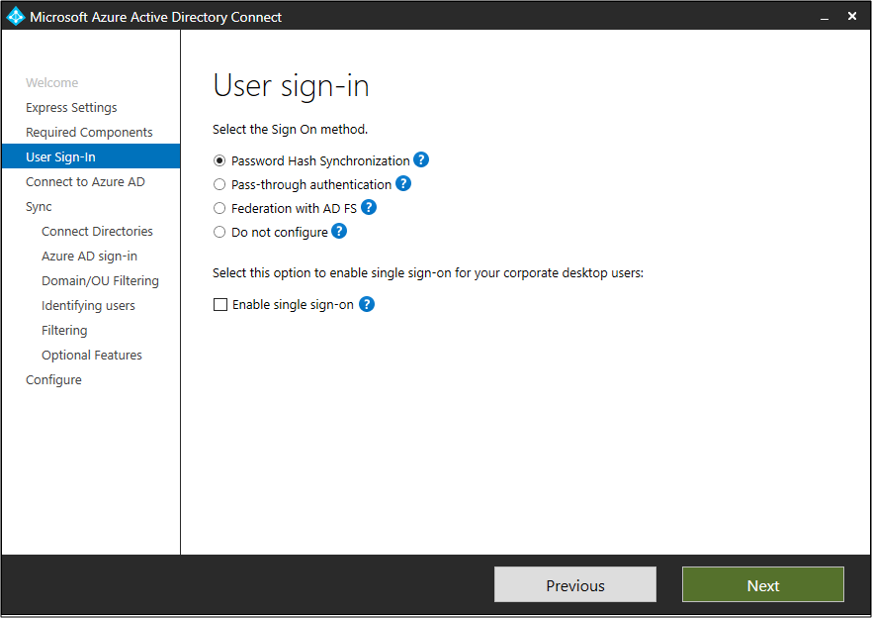 Microsoft Azure Active Directory Connect
Welcome
Express Settings
Required Components
User Sign-In
Connect to Azure AD
Sync
Connect Directories
Azure AD sign-in
Domain/OU Filtering
Identifying users
Filtering
Optional Features
Configure
User sign-in
Select the Sign On method.
Password Hash Synchronization ?
Pass-through authentication ?
Federation with AD FS ?
Do not configure ?
Select this option to enable single sign-on for your corporate desktop users:
Enable single sign-on ?
Previous
Next